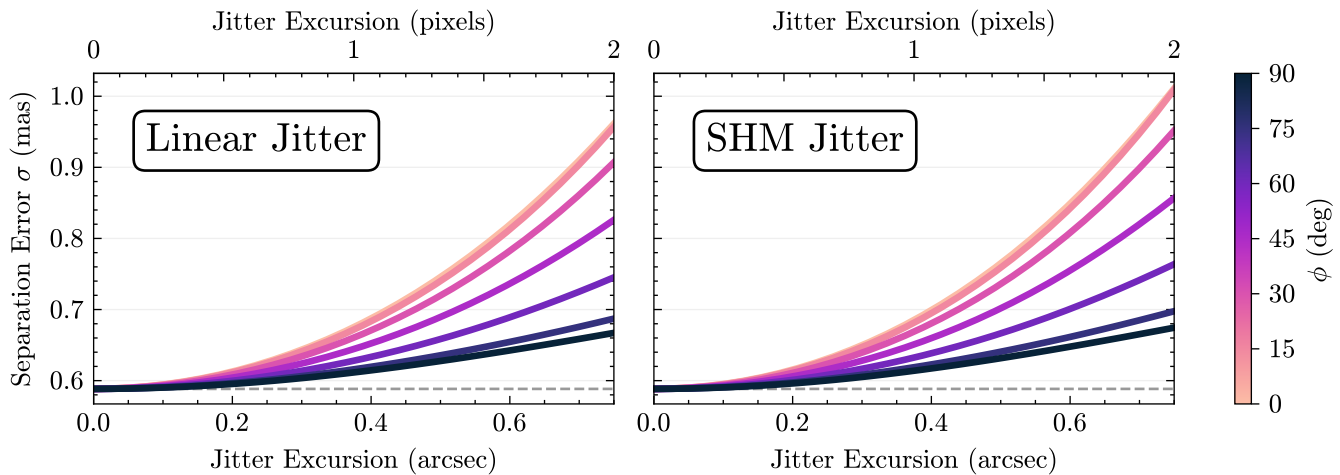 Jitter Excursion (pixels)
0 1 2
Jitter Excursion (pixels)
0 1 2
Separation Error σ (mas)
1.0
0.9
0.8
0.7
0.6
Linear Jitter
SHM Jitter
0.0 0.2 0.4 0.6
Jitter Excursion (arcsec)
0.0 0.2 0.4 0.6
Jitter Excursion (arcsec)
90
75
60
45
30
15
0
ϕ (deg)